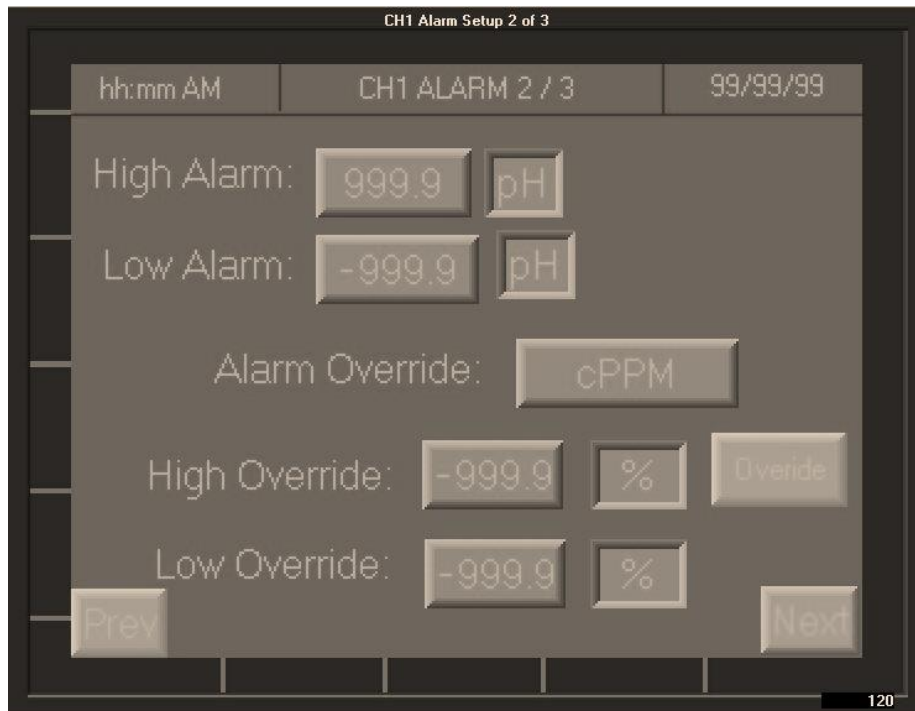 CH1 Alarm Setup 2 of 3
hh:mm AM CH1 ALARM 2 / 3 99/99/99
High Alarm: 999.9 pH
Low Alarm: -999.9 pH
Alarm Override: cPPM
High Override: -999.9 % Overide
Low Override: -999.9 %
Prev Next
120